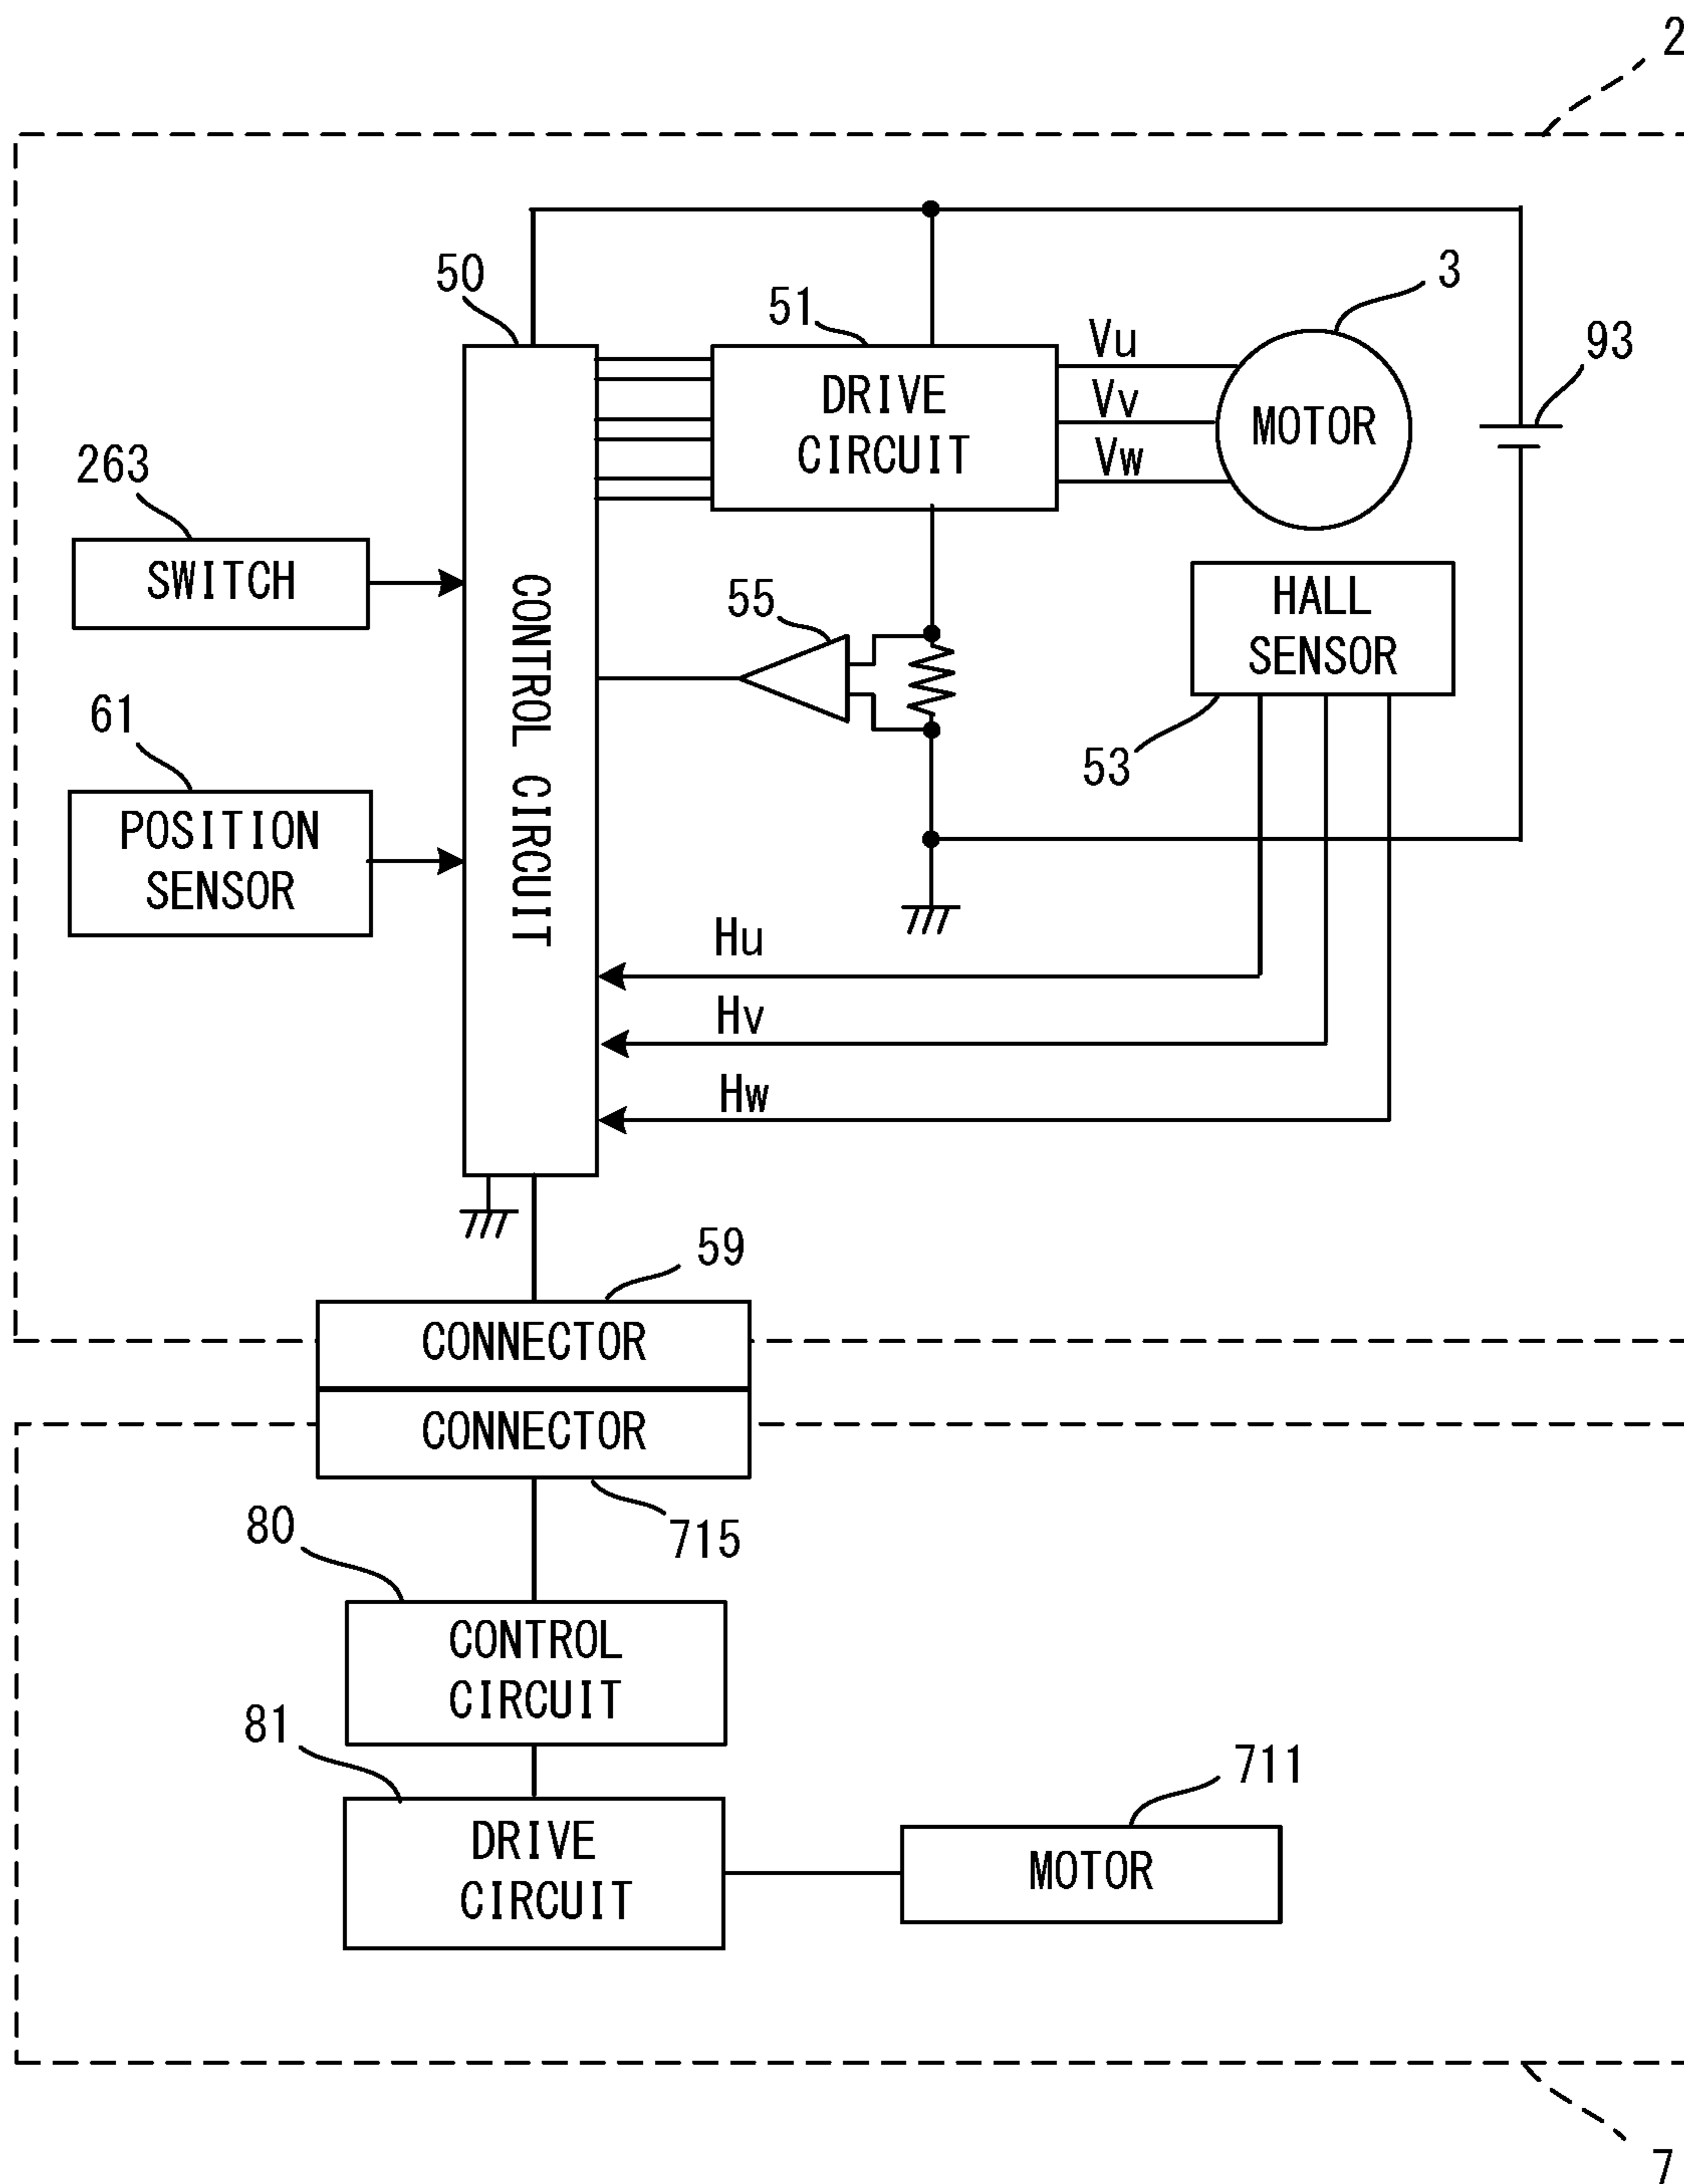 2
50
51
3
93
Vu
Vv
Vw
DRIVE
CIRCUIT
MOTOR
263
SWITCH
CONTROL CIRCUIT
55
HALL
SENSOR
53
61
POSITION
SENSOR
Hu
Hv
Hw
59
CONNECTOR
CONNECTOR
715
80
CONTROL
CIRCUIT
81
DRIVE
CIRCUIT
711
MOTOR
7